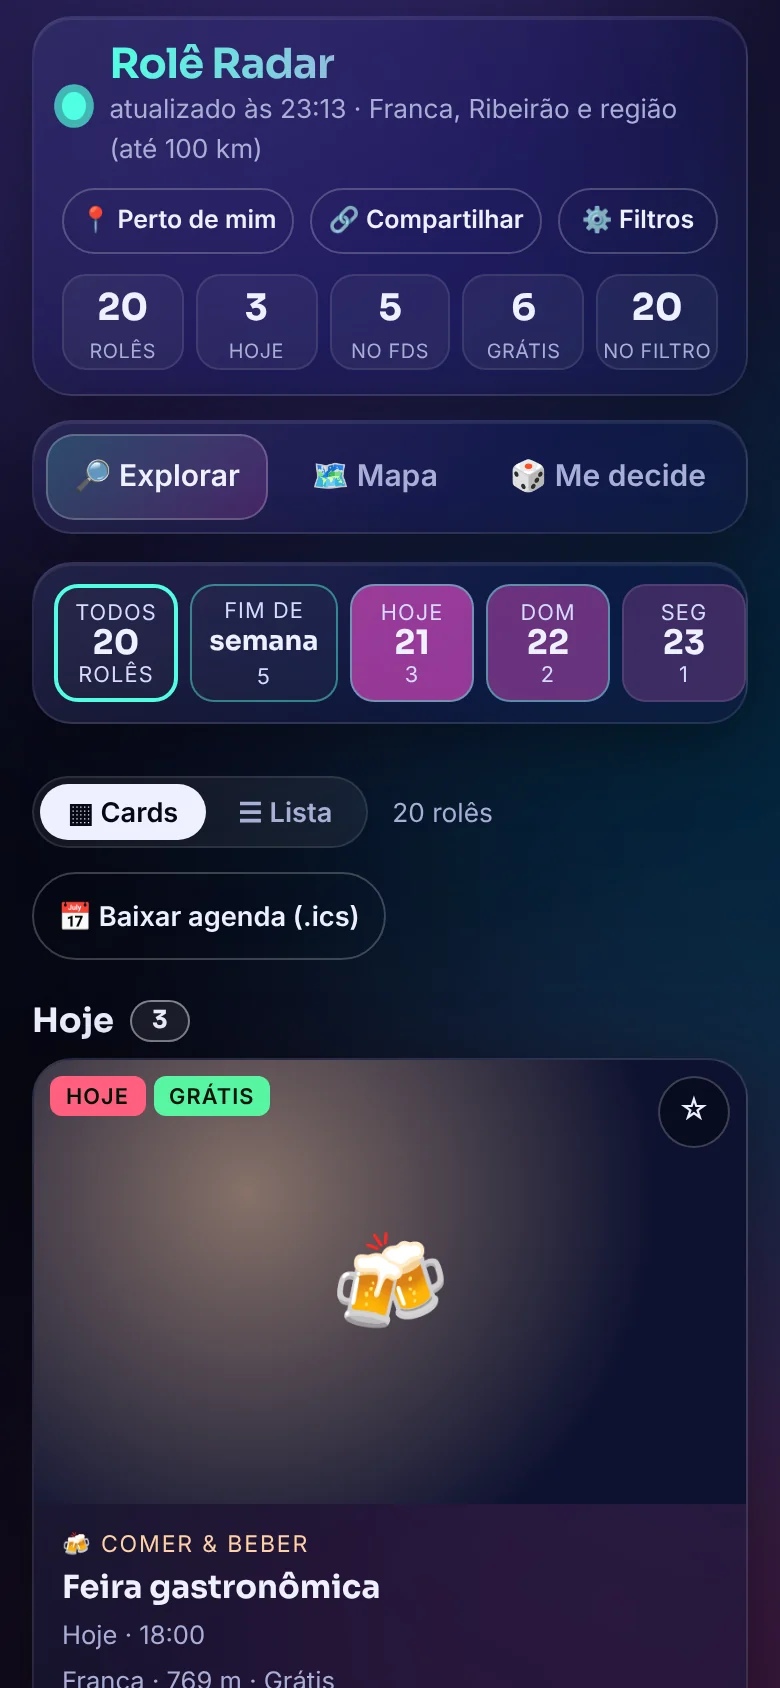 Rolê Radar
atualizado às 23:13 · Franca, Ribeirão e região
(até 100 km)
📍 Perto de mim
🔗 Compartilhar
⚙️ Filtros
20
ROLÊS
3
HOJE
5
NO FDS
6
GRÁTIS
20
NO FILTRO
🔎 Explorar
🗺️ Mapa
🎲 Me decide
TODOS
20
ROLÊS
FIM DE
semana
5
HOJE
21
3
DOM
22
2
SEG
23
1
▦ Cards
☰ Lista
20 rolês
📅 Baixar agenda (.ics)
Hoje 3
HOJE
GRÁTIS
☆
🍻 COMER & BEBER
Feira gastronômica
Hoje · 18:00
Franca · 769 m · Grátis